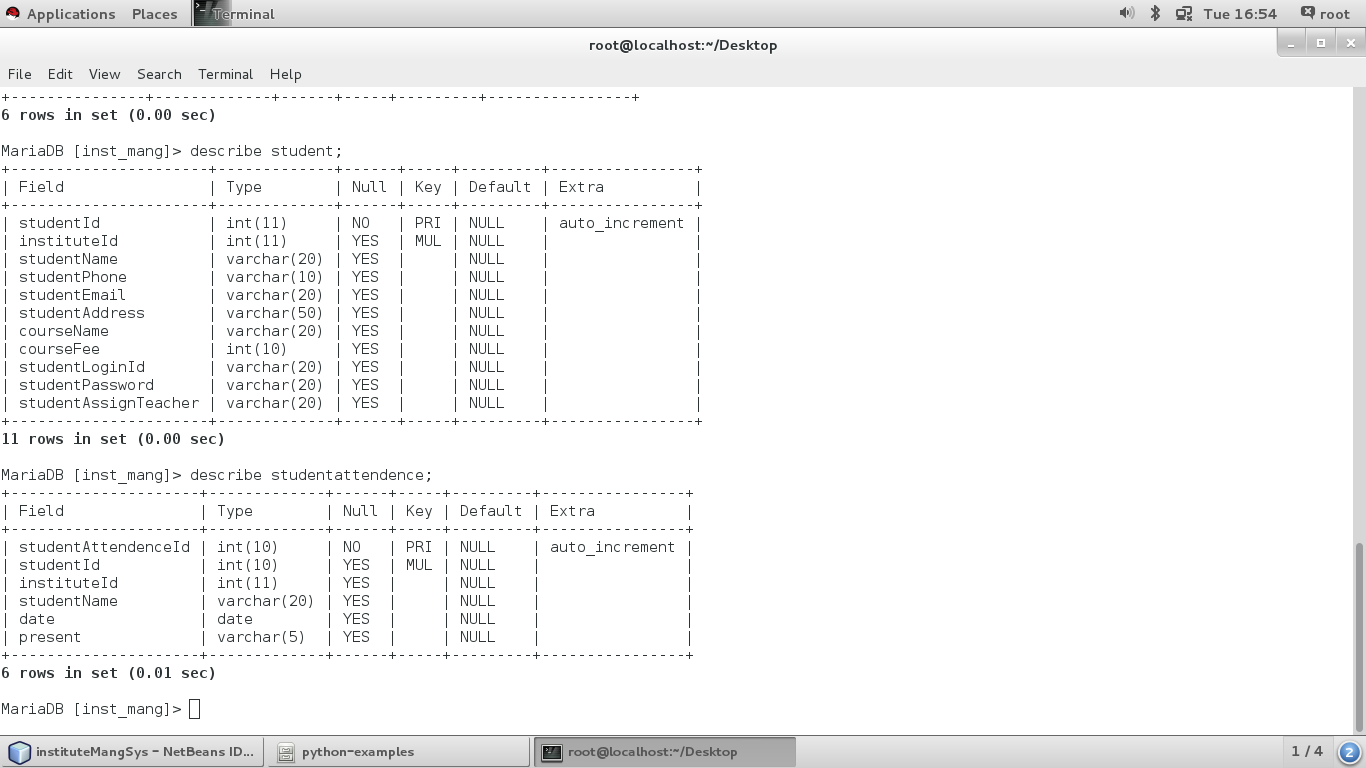 Applications Places Terminal Tue 16:54 root
root@localhost:~/Desktop
File Edit View Search Terminal Help
+---------------+-------------+------+-----+---------+----------------+
6 rows in set (0.00 sec)
MariaDB [inst_mang]> describe student;
+----------------------+-------------+------+-----+---------+----------------+
| Field                | Type        | Null | Key | Default | Extra          |
+----------------------+-------------+------+-----+---------+----------------+
| studentId            | int(11)     | NO   | PRI | NULL    | auto_increment |
| instituteId          | int(11)     | YES  | MUL | NULL    |                |
| studentName          | varchar(20) | YES  |     | NULL    |                |
| studentPhone         | varchar(10) | YES  |     | NULL    |                |
| studentEmail         | varchar(20) | YES  |     | NULL    |                |
| studentAddress       | varchar(50) | YES  |     | NULL    |                |
| courseName           | varchar(20) | YES  |     | NULL    |                |
| courseFee            | int(10)     | YES  |     | NULL    |                |
| studentLoginId       | varchar(20) | YES  |     | NULL    |                |
| studentPassword      | varchar(20) | YES  |     | NULL    |                |
| studentAssignTeacher | varchar(20) | YES  |     | NULL    |                |
+----------------------+-------------+------+-----+---------+----------------+
11 rows in set (0.00 sec)
MariaDB [inst_mang]> describe studentattendence;
+---------------------+-------------+------+-----+---------+----------------+
| Field               | Type        | Null | Key | Default | Extra          |
+---------------------+-------------+------+-----+---------+----------------+
| studentAttendenceId | int(10)     | NO   | PRI | NULL    | auto_increment |
| studentId           | int(10)     | YES  | MUL | NULL    |                |
| instituteId         | int(11)     | YES  |     | NULL    |                |
| studentName         | varchar(20) | YES  |     | NULL    |                |
| date                | date        | YES  |     | NULL    |                |
| present             | varchar(5)  | YES  |     | NULL    |                |
+---------------------+-------------+------+-----+---------+----------------+
6 rows in set (0.01 sec)
MariaDB [inst_mang]>
instituteMangSys - NetBeans ID... python-examples root@localhost:~/Desktop 1 / 4 2